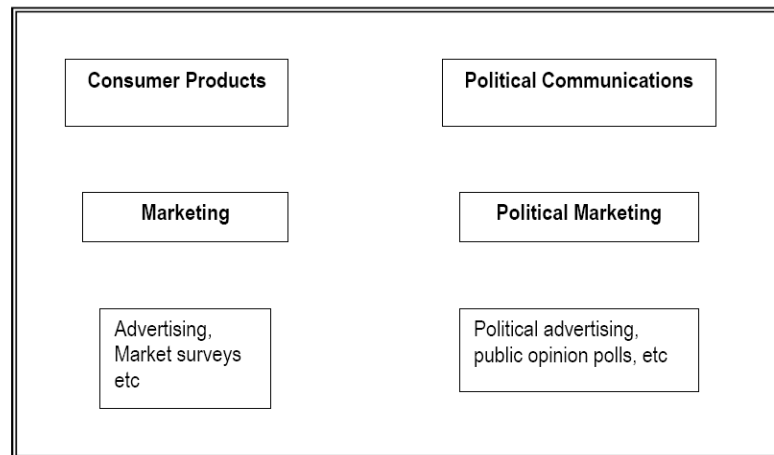 Consumer Products
Political Communications
Marketing
Political Marketing
Advertising,
Market surveys
etc
Political advertising,
public opinion polls, etc